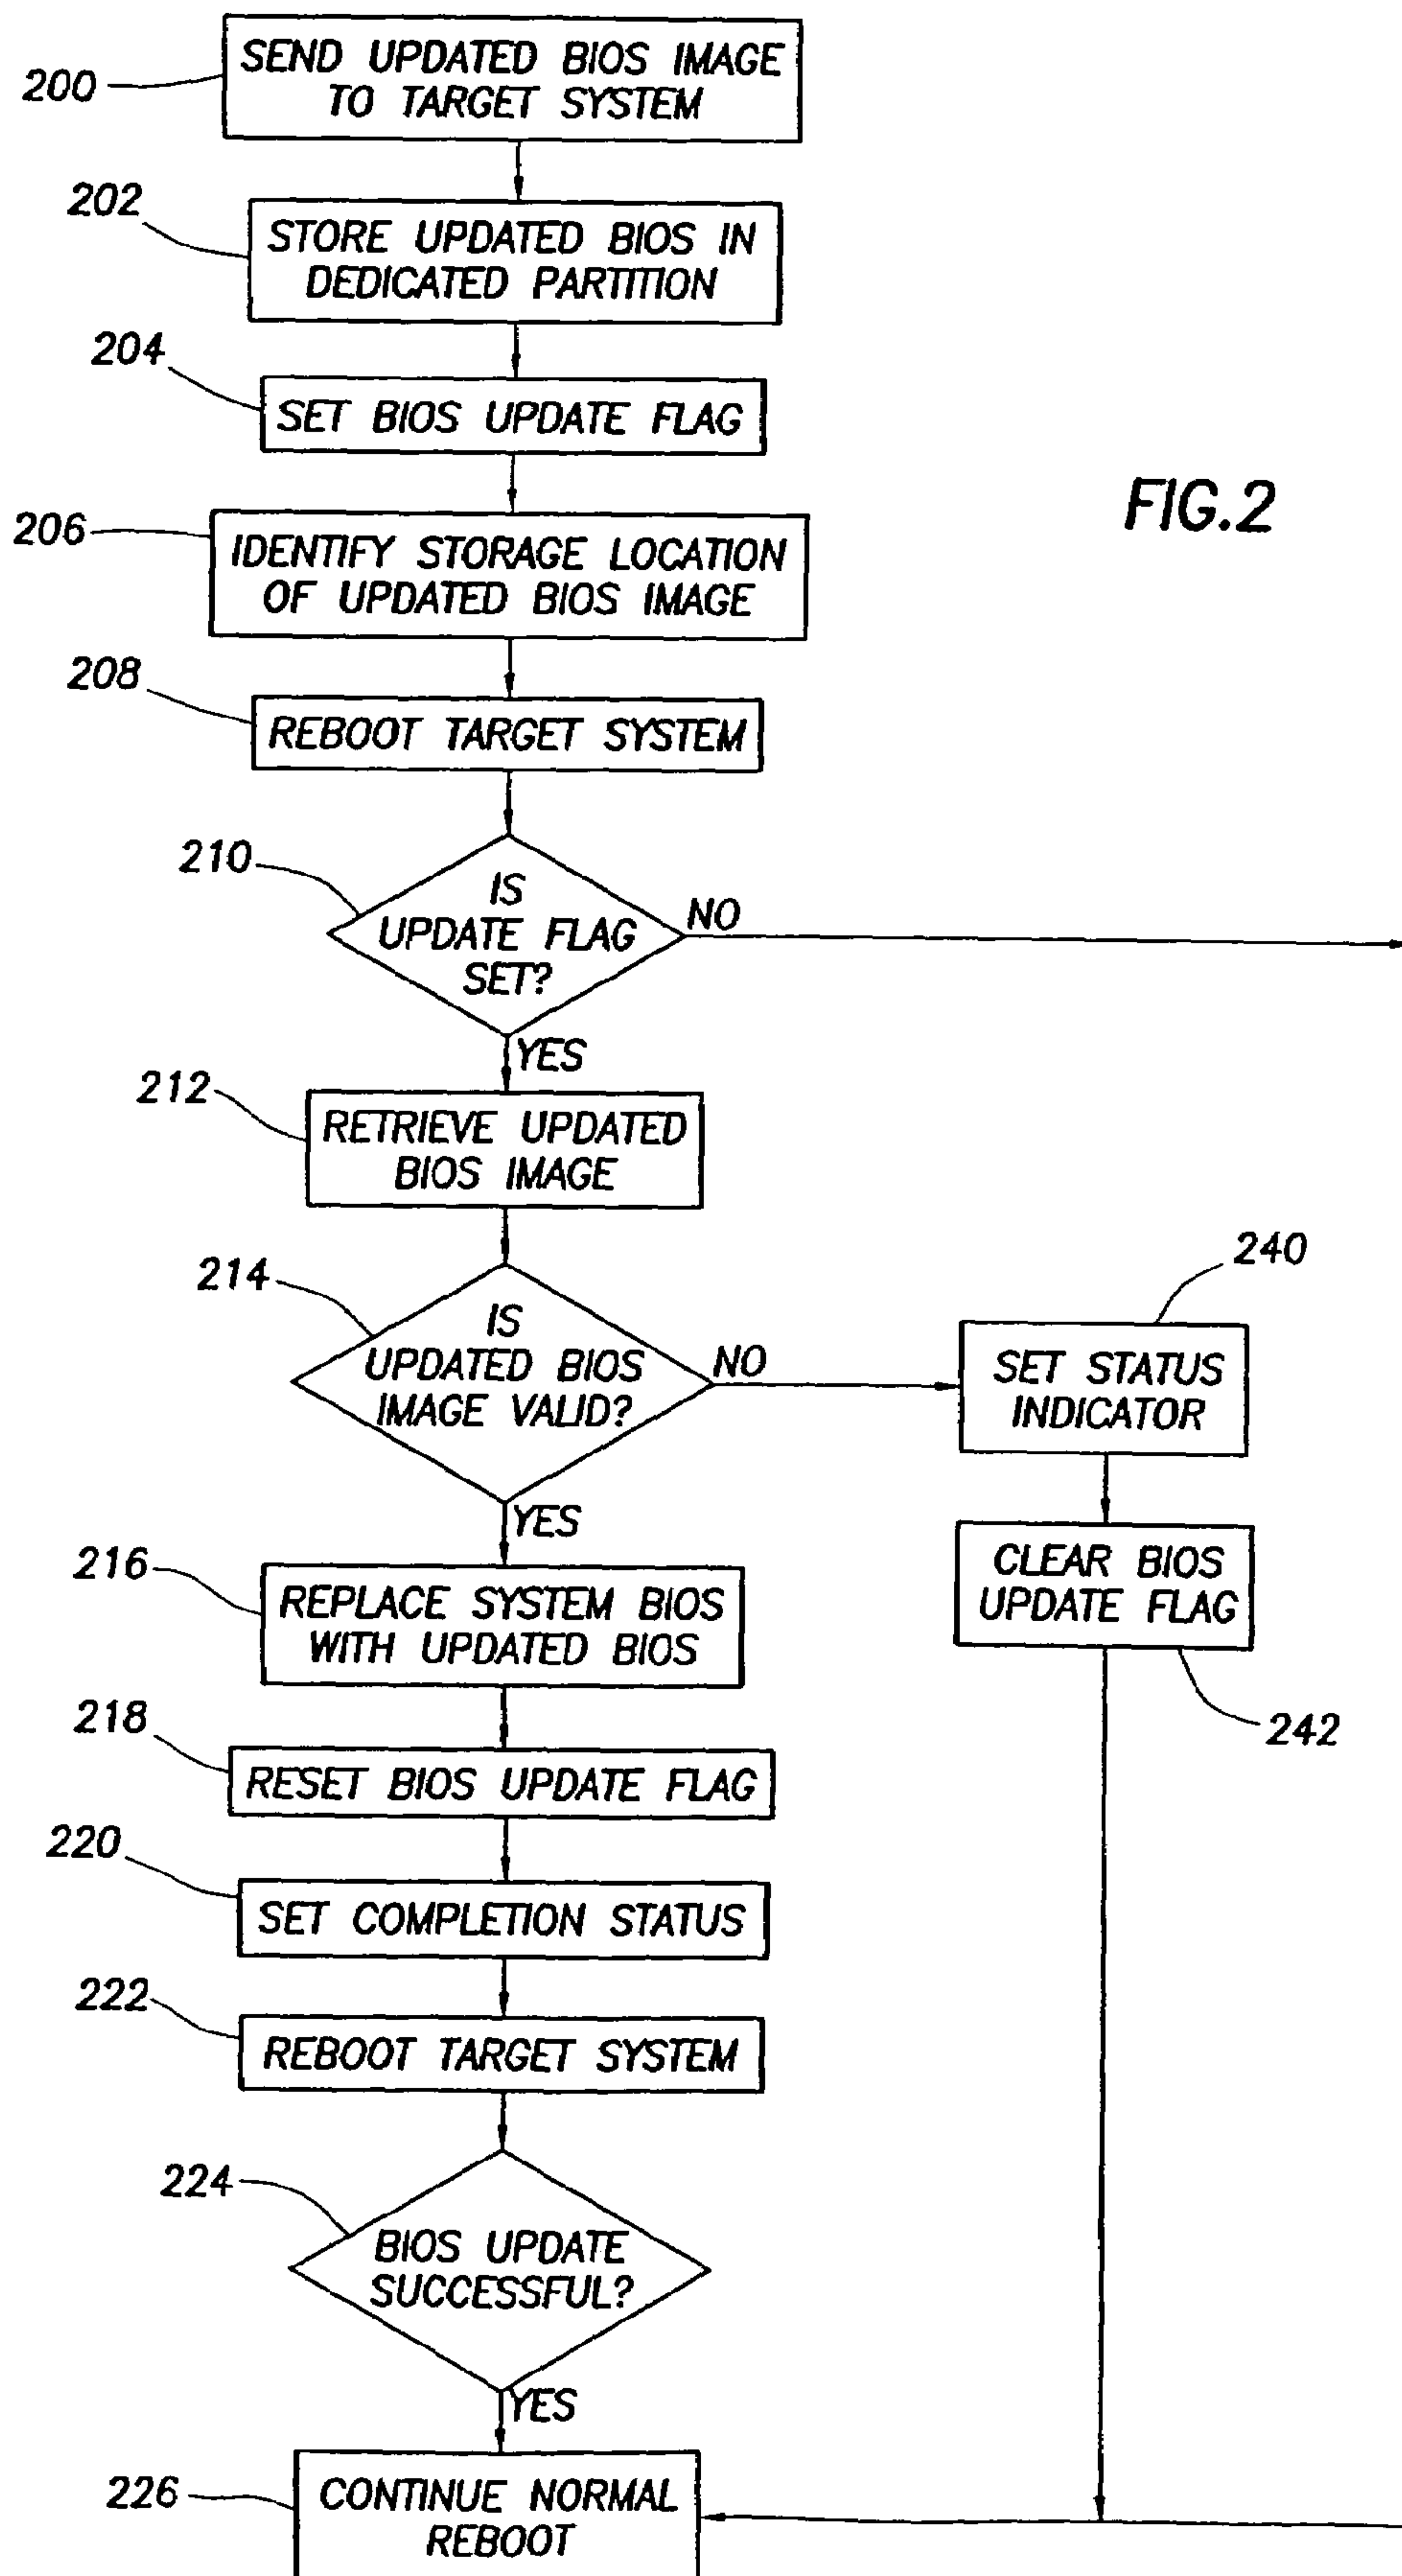 200
SEND UPDATED BIOS IMAGE
TO TARGET SYSTEM
202
STORE UPDATED BIOS IN
DEDICATED PARTITION
204
SET BIOS UPDATE FLAG
FIG.2
206
IDENTIFY STORAGE LOCATION
OF UPDATED BIOS IMAGE
208
REBOOT TARGET SYSTEM
210
IS
UPDATE FLAG
SET?
NO
YES
212
RETRIEVE UPDATED
BIOS IMAGE
214
IS
UPDATED BIOS
IMAGE VALID?
NO
240
SET STATUS
INDICATOR
YES
216
REPLACE SYSTEM BIOS
WITH UPDATED BIOS
CLEAR BIOS
UPDATE FLAG
242
218
RESET BIOS UPDATE FLAG
220
SET COMPLETION STATUS
222
REBOOT TARGET SYSTEM
224
BIOS UPDATE
SUCCESSFUL?
YES
226
CONTINUE NORMAL
REBOOT